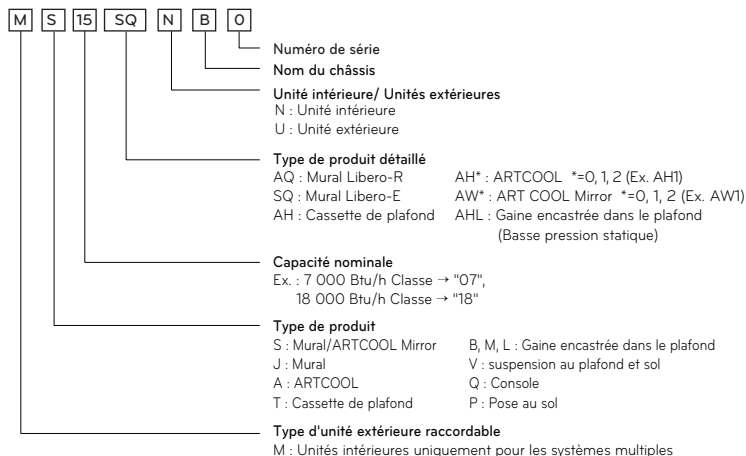 M S 15 SQ N B 0
Numéro de série
Nom du châssis
Unité intérieure/ Unités extérieures
N : Unité intérieure
U : Unité extérieure
Type de produit détaillé
AQ : Mural Libero-R AH* : ARTCOOL *=0, 1, 2 (Ex. AH1)
SQ : Mural Libero-E AW* : ART COOL Mirror *=0, 1, 2 (Ex. AW1)
AH : Cassette de plafond AHL : Gaine encastrée dans le plafond
(Basse pression statique)
Capacité nominale
Ex. : 7 000 Btu/h Classe → "07",
18 000 Btu/h Classe → "18"
Type de produit
S : Mural/ARTCOOL Mirror B, M, L : Gaine encastrée dans le plafond
J : Mural V : suspension au plafond et sol
A : ARTCOOL Q : Console
T : Cassette de plafond P : Pose au sol
Type d'unité extérieure raccordable
M : Unités intérieures uniquement pour les systèmes multiples